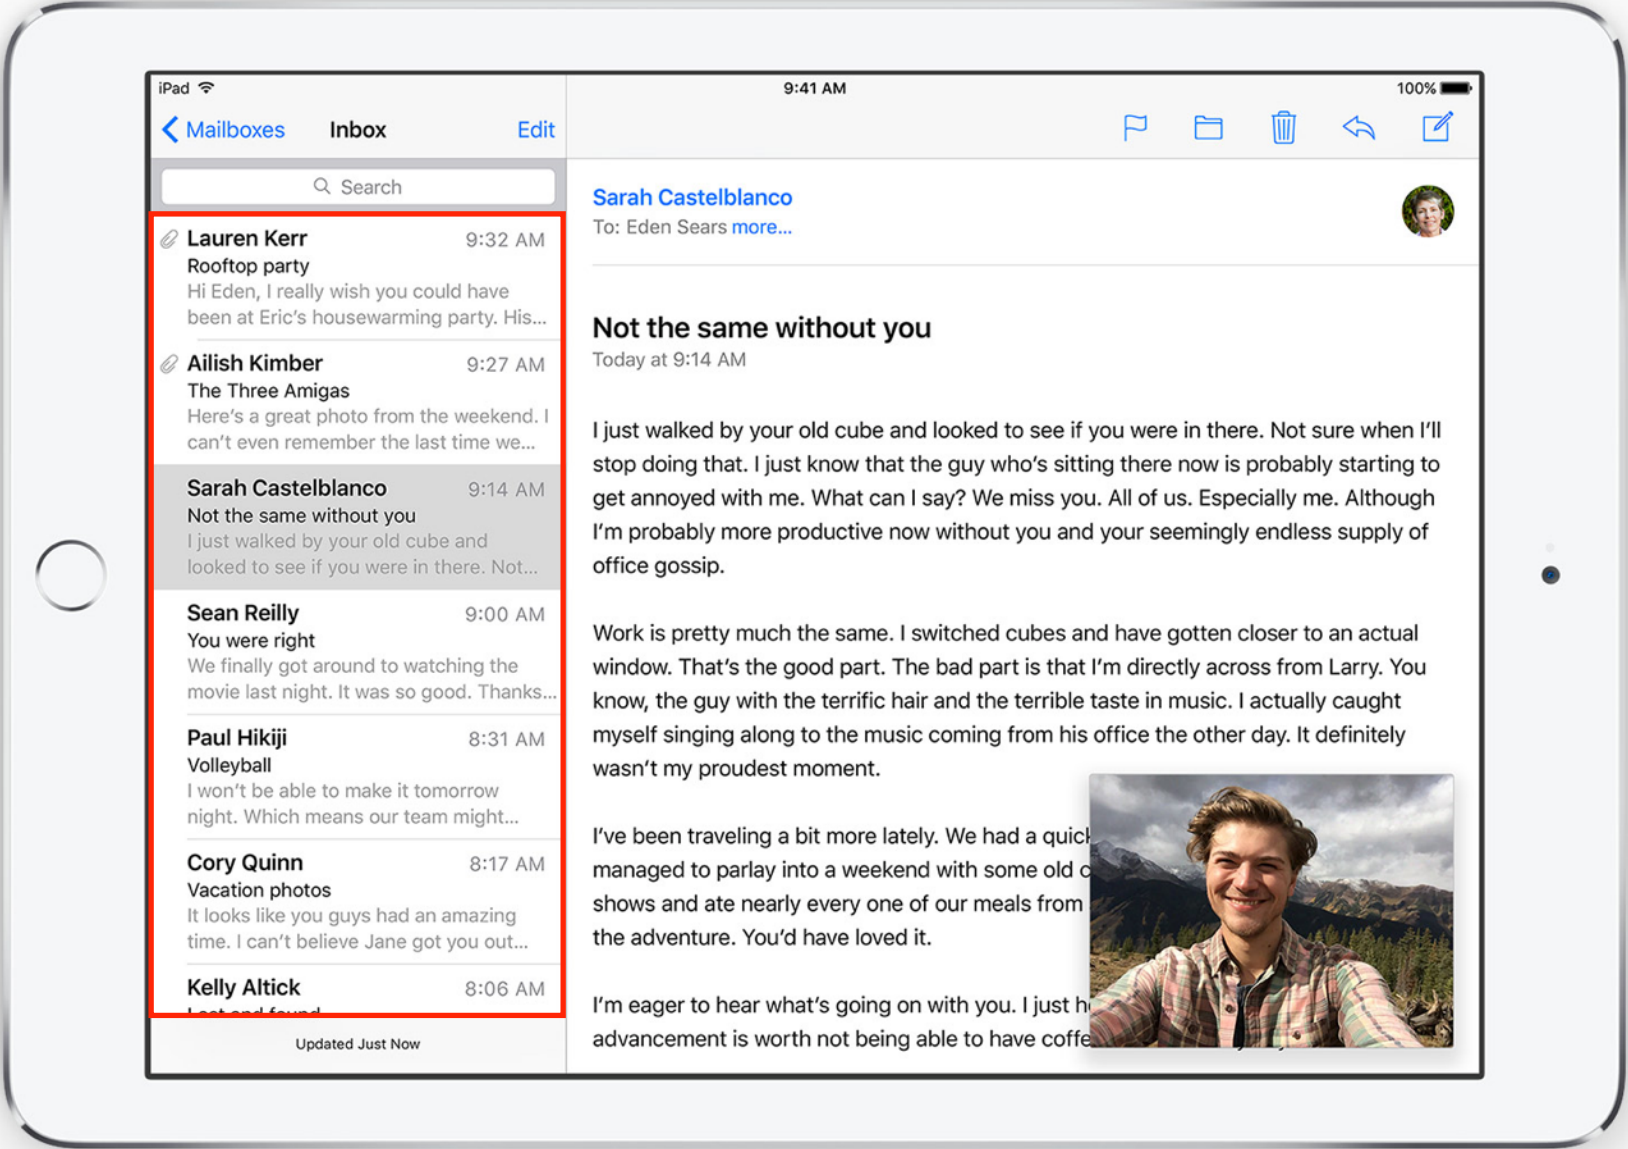 iPad
9:41 AM
100%
Mailboxes
Inbox
Edit
Search
Lauren Kerr
9:32 AM
Rooftop party
Hi Eden, I really wish you could have
been at Eric's housewarming party. His...
Ailish Kimber
9:27 AM
The Three Amigas
Here's a great photo from the weekend. I
can't even remember the last time we...
Sarah Castelblanco
9:14 AM
Not the same without you
I just walked by your old cube and
looked to see if you were in there. Not...
Sean Reilly
9:00 AM
You were right
We finally got around to watching the
movie last night. It was so good. Thanks...
Paul Hikiji
8:31 AM
Volleyball
I won't be able to make it tomorrow
night. Which means our team might...
Cory Quinn
8:17 AM
Vacation photos
It looks like you guys had an amazing
time. I can't believe Jane got you out...
Kelly Altick
8:06 AM
Lost and found
Updated Just Now
Sarah Castelblanco
To: Eden Sears more...
Not the same without you
Today at 9:14 AM
I just walked by your old cube and looked to see if you were in there. Not sure when I'll
stop doing that. I just know that the guy who's sitting there now is probably starting to
get annoyed with me. What can I say? We miss you. All of us. Especially me. Although
I'm probably more productive now without you and your seemingly endless supply of
office gossip.
Work is pretty much the same. I switched cubes and have gotten closer to an actual
window. That's the good part. The bad part is that I'm directly across from Larry. You
know, the guy with the terrific hair and the terrible taste in music. I actually caught
myself singing along to the music coming from his office the other day. It definitely
wasn't my proudest moment.
I've been traveling a bit more lately. We had a quick
managed to parlay into a weekend with some old
shows and ate nearly every one of our meals from
the adventure. You'd have loved it.
I'm eager to hear what's going on with you. I just
advancement is worth not being able to have